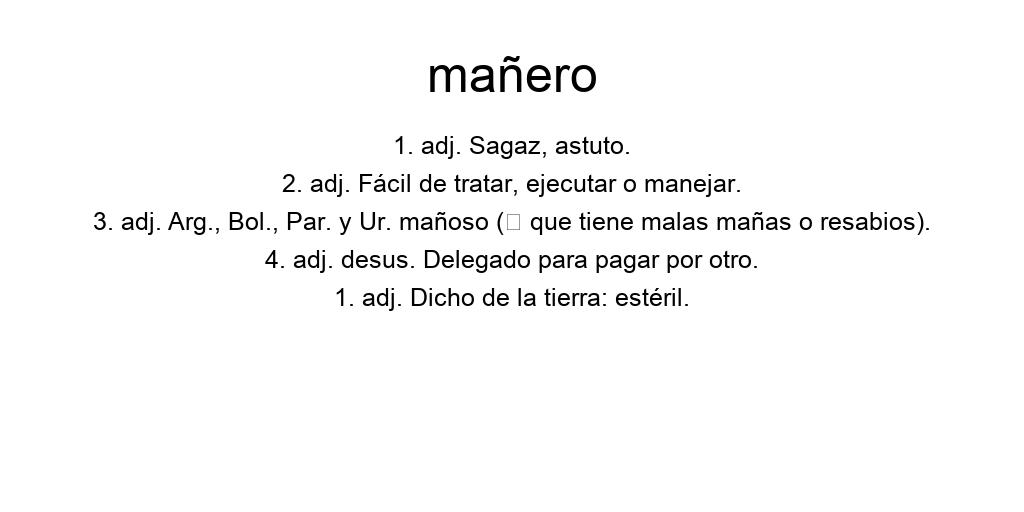 mañero
1. adj. Sagaz, astuto.
2. adj. Fácil de tratar, ejecutar o manejar.
3. adj. Arg., Bol., Par. y Ur. mañoso (▯ que tiene malas mañas o resabios).
4. adj. desus. Delegado para pagar por otro.
1. adj. Dicho de la tierra: estéril.